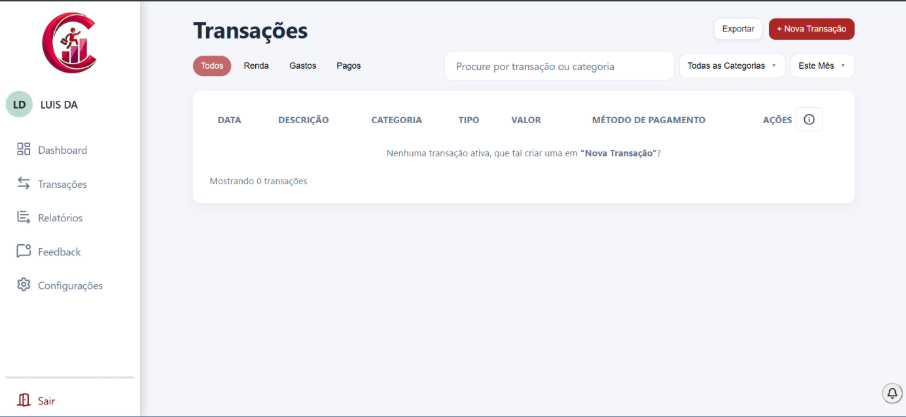 Transações
Exportar
+ Nova Transação
Todos Renda Gastos Pagos
Procure por transação ou categoria
Todas as Categorias
Este Mês
LD LUIS DA
Dashboard
Transações
Relatórios
Feedback
Configurações
Sair
DATA DESCRIÇÃO CATEGORIA TIPO VALOR MÉTODO DE PAGAMENTO AÇÕES
Nenhuma transação ativa, que tal criar uma em "Nova Transação"?
Mostrando 0 transações